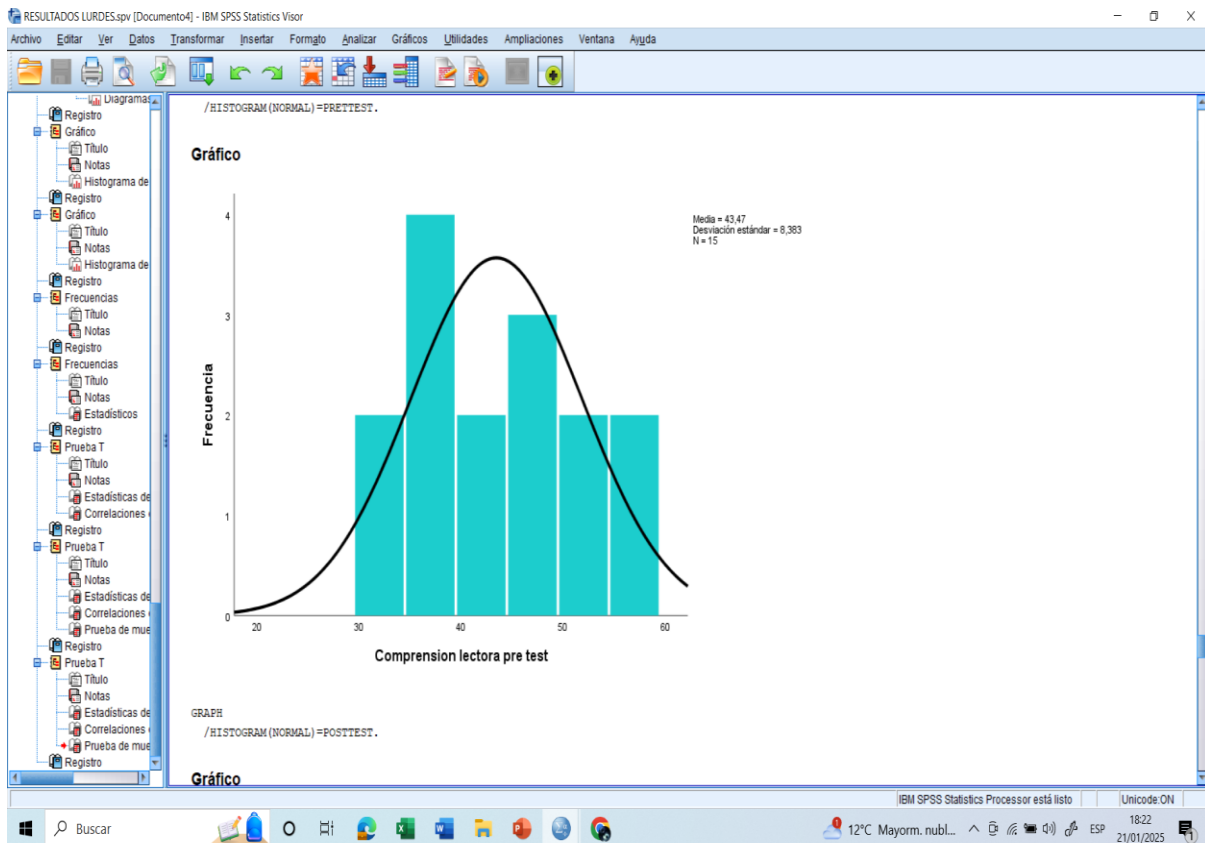 RESULTADOS LURDES.spv [Documento4] - IBM SPSS Statistics Visor
Archivo Editar Ver Datos Transformar Insertar Formato Analizar Gráficos Utilidades Ampliaciones Ventana Ayuda
Diagramas
Registro
Gráfico
Título
Notas
Histograma de
Registro
Gráfico
Título
Notas
Histograma de
Registro
Frecuencias
Título
Notas
Registro
Frecuencias
Título
Notas
Estadísticos
Registro
Prueba T
Título
Notas
Estadísticas de
Correlaciones
Registro
Prueba T
Título
Notas
Estadísticas de
Correlaciones
Prueba de mue
Registro
Prueba T
Título
Notas
Estadísticas de
Correlaciones
Prueba de mue
Registro
/HISTOGRAM(NORMAL)=PRETTEST.
Gráfico
Media = 43,47
Desviación estándar = 8,383
N = 15
Frecuencia
4
3
2
1
0
20 30 40 50 60
Comprension lectora pre test
GRAPH
/HISTOGRAM(NORMAL)=POSTTEST.
Gráfico
IBM SPSS Statistics Processor está listo Unicode:ON
Buscar
12°C Mayorm. nubl... ESP
18:22
21/01/2025